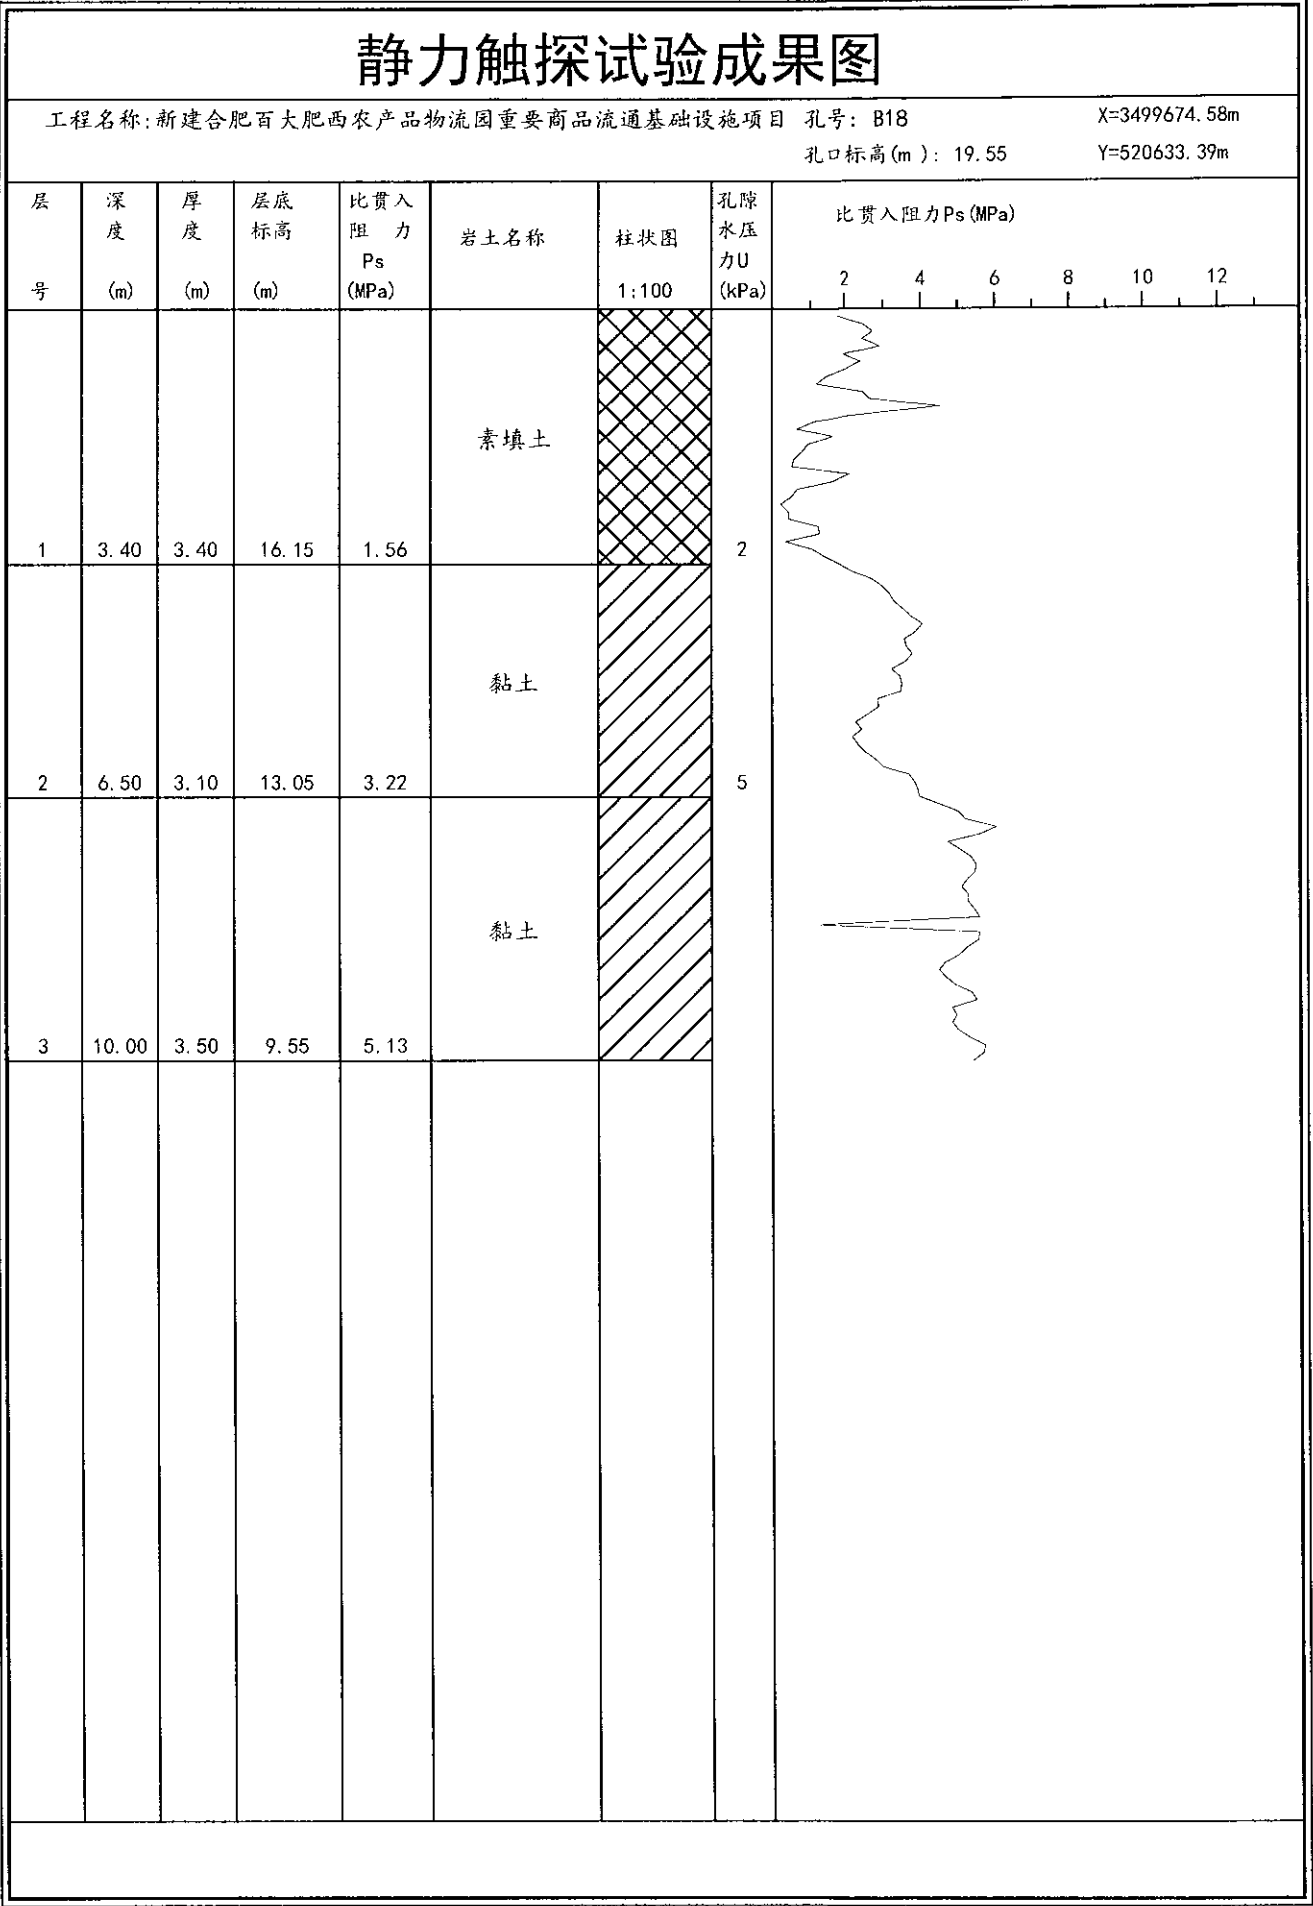 静力触探试验成果图
工程名称:新建合肥百大肥西农产品物流园重要商品流通基础设施项目 孔号: B18 X=3499674.58m
孔口标高(m): 19.55 Y=520633.39m
层号 深度(m) 厚度(m) 层底标高(m) 比贯入阻力Ps(MPa) 岩土名称 柱状图1:100 孔隙水压力U(kPa) 比贯入阻力Ps(MPa)
2 4 6 8 10 12
素填土
1 3.40 3.40 16.15 1.56 2
黏土
2 6.50 3.10 13.05 3.22 5
黏土
3 10.00 3.50 9.55 5.13